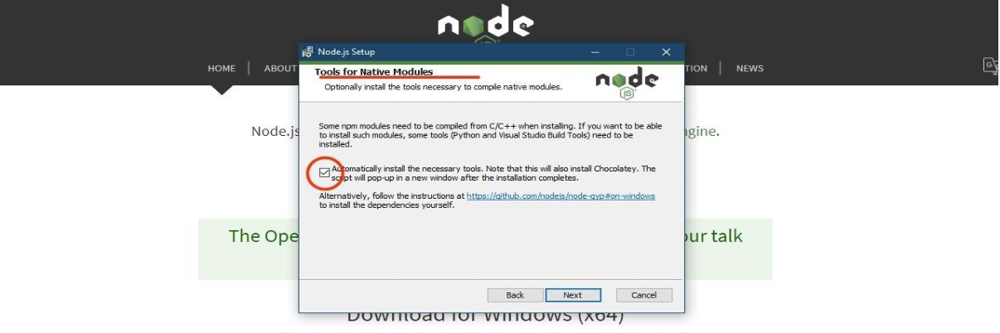 node
JS
HOME | ABOUT
TION | NEWS
Node.js Setup
Tools for Native Modules
Optionally install the tools necessary to compile native modules.
node
JS
Some npm modules need to be compiled from C/C++ when installing. If you want to be able
to install such modules, some tools (Python and Visual Studio Build Tools) need to be
installed.
Automatically install the necessary tools. Note that this will also install Chocolatey. The
script will pop-up in a new window after the installation completes.
Alternatively, follow the instructions at https://github.com/nodejs/node-gyp#on-windows
to install the dependencies yourself.
Back Next Cancel
Node.js
ngine.
The Ope
our talk
Download for Windows (x64)